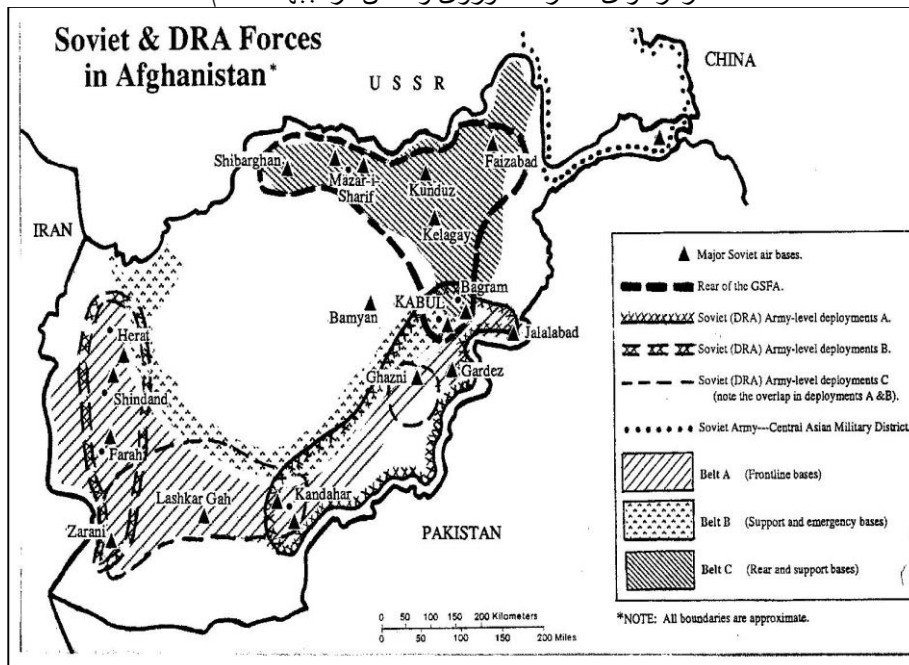 Soviet & DRA Forces
in Afghanistan*
USSR
CHINA
IRAN
PAKISTAN
Shibarghan
Mazar-i-
Sharif
Kunduz
Faizabad
Kelagay
Bagram
KABUL
Bamyan
Jalalabad
Herat
Ghazni
Gardez
Shindand
Farah
Lashkar Gah
Kandahar
Zarani
Major Soviet air bases.
Rear of the GSFA.
Soviet (DRA) Army-level deployments A.
Soviet (DRA) Army-level deployments B.
Soviet (DRA) Army-level deployments C
(note the overlap in deployments A &B).
Soviet Army---Central Asian Military District.
Belt A (Frontline bases)
Belt B (Support and emergency bases)
Belt C (Rear and support bases)
*NOTE: All boundaries are approximate.
0 50 100 150 200 Kilometers
0 50 100 150 200 Miles